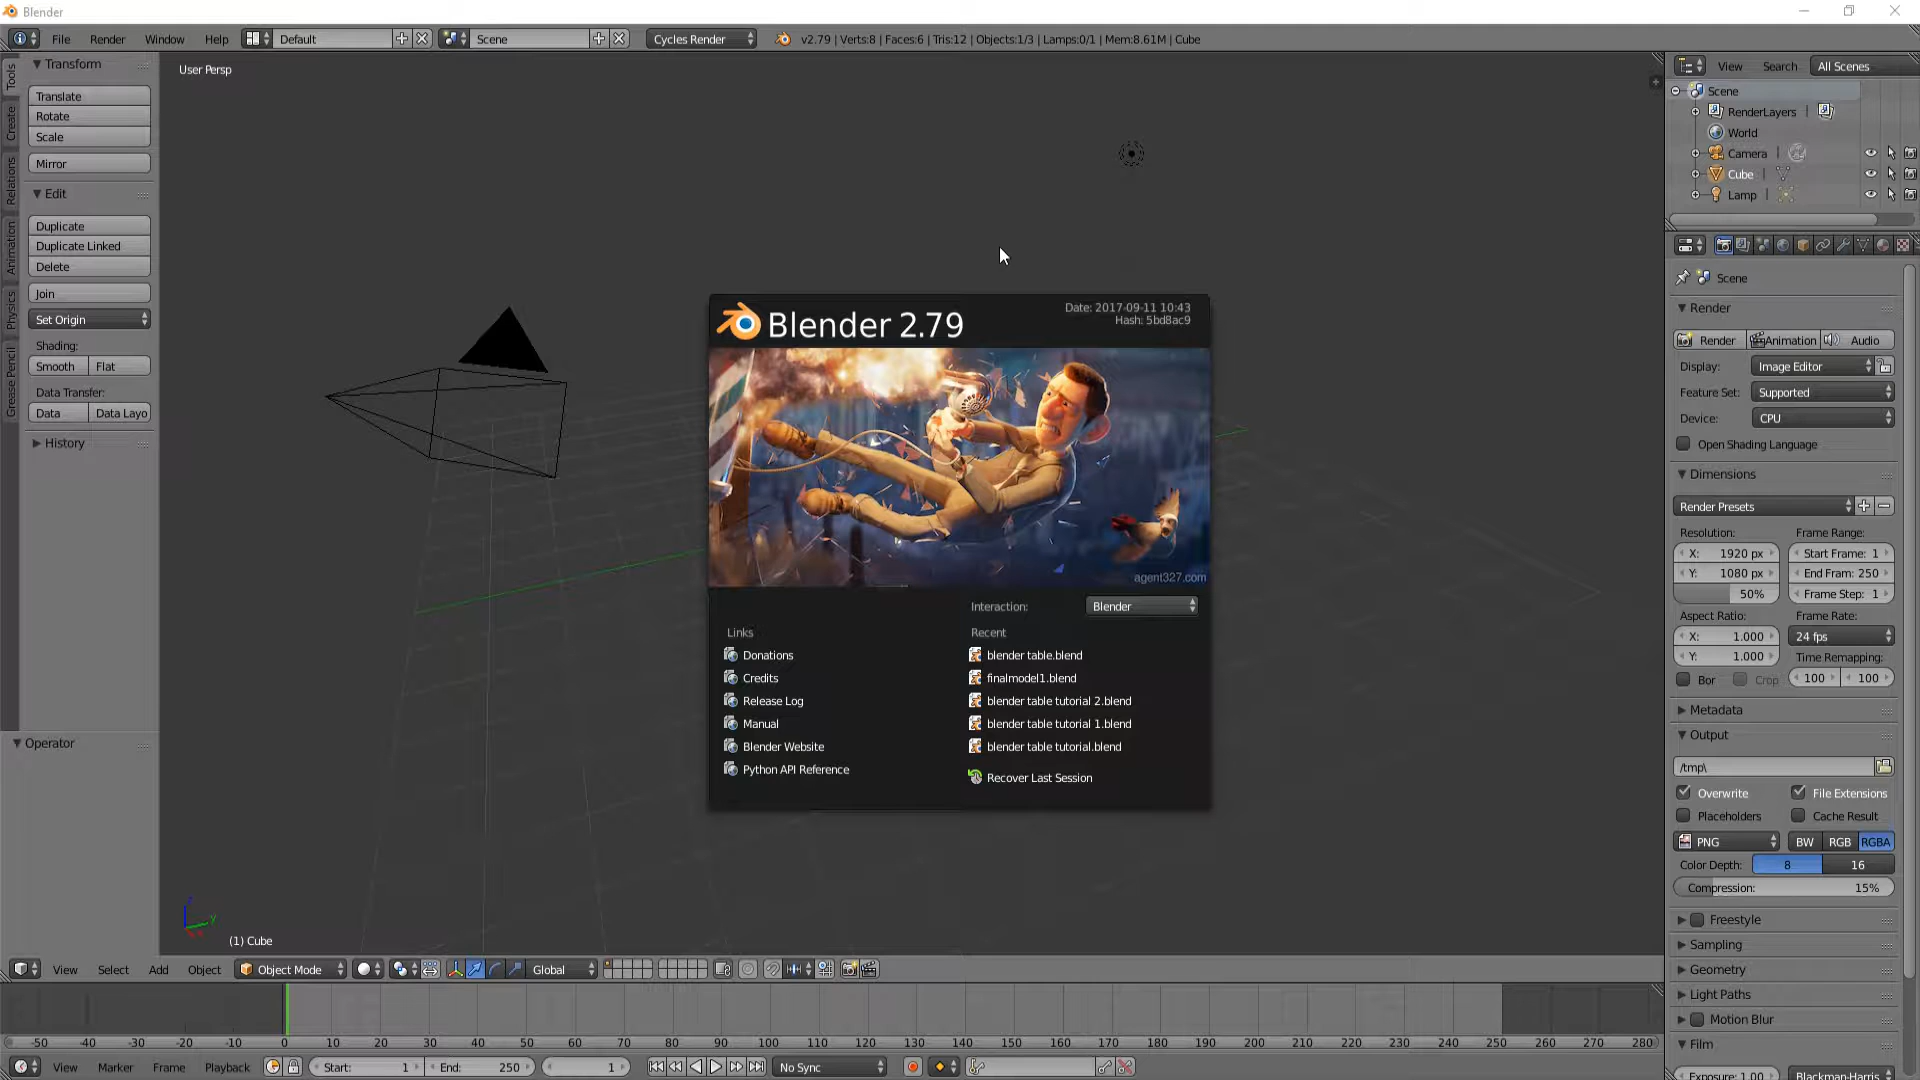 Blender
File Render Window Help Default Scene Cycles Render v2.79 | Verts:8 | Faces:6 | Tris:12 | Objects:1/3 | Lamps:0/1 | Mem:8.61M | Cube
Tools
Create
Relations
Animation
Physics
Grease Pencil
Transform
Translate
Rotate
Scale
Mirror
Edit
Duplicate
Duplicate Linked
Delete
Join
Set Origin
Shading:
Smooth Flat
Data Transfer:
Data Data Layo
History
Operator
User Persp
Blender 2.79
Date: 2017-09-11 10:43
Hash: 5bd8ac9
agent327.com
Interaction: Blender
Links
Donations
Credits
Release Log
Manual
Blender Website
Python API Reference
Recent
blender table.blend
finalmodel1.blend
blender table tutorial 2.blend
blender table tutorial 1.blend
blender table tutorial.blend
Recover Last Session
(1) Cube
View Select Add Object Object Mode Global
-50 -40 -30 -20 -10 0 10 20 30 40 50 60 70 80 90 100 110 120 130 140 150 160 170 180 190 200 210 220 230 240 250 260 270 280
View Marker Frame Playback Start: 1 End: 250 1 No Sync
View Search All Scenes
Scene
RenderLayers
World
Camera
Cube
Lamp
Scene
Render
Render Animation Audio
Display: Image Editor
Feature Set: Supported
Device: CPU
Open Shading Language
Dimensions
Render Presets
Resolution: Frame Range:
X: 1920 px Start Frame: 1
Y: 1080 px End Fram: 250
50% Frame Step: 1
Aspect Ratio: Frame Rate:
X: 1.000 24 fps
Y: 1.000 Time Remapping:
Bor Crop 100 100
Metadata
Output
/tmp\
Overwrite File Extensions
Placeholders Cache Result
PNG BW RGB RGBA
Color Depth: 8 16
Compression: 15%
Freestyle
Sampling
Geometry
Light Paths
Motion Blur
Film
Exposure: 1.00 Blackman-Harris